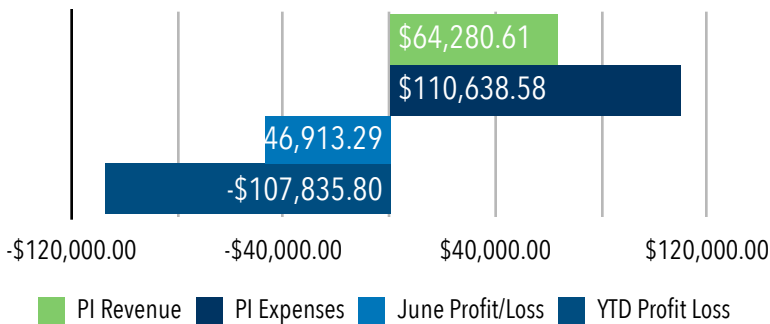 $64,280.61
$110,638.58
46,913.29
-$107,835.80
-$120,000.00 -$40,000.00 $40,000.00 $120,000.00
PI Revenue PI Expenses June Profit/Loss YTD Profit Loss